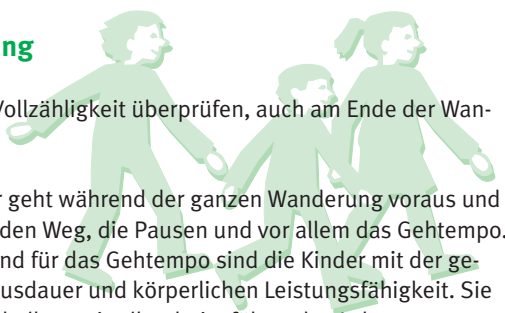 ng
Vollzähligkeit überprüfen, auch am Ende der Wan-
r geht während der ganzen Wanderung voraus und
den Weg, die Pausen und vor allem das Gehtempo.
nd für das Gehtempo sind die Kinder mit der ge-
usdauer und körperlichen Leistungsfähigkeit. Sie